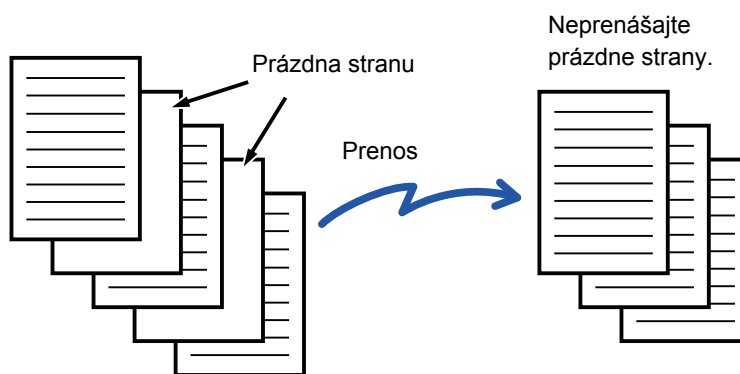 Prázdna stranu
Prenos
Neprenášajte
prázdne strany.